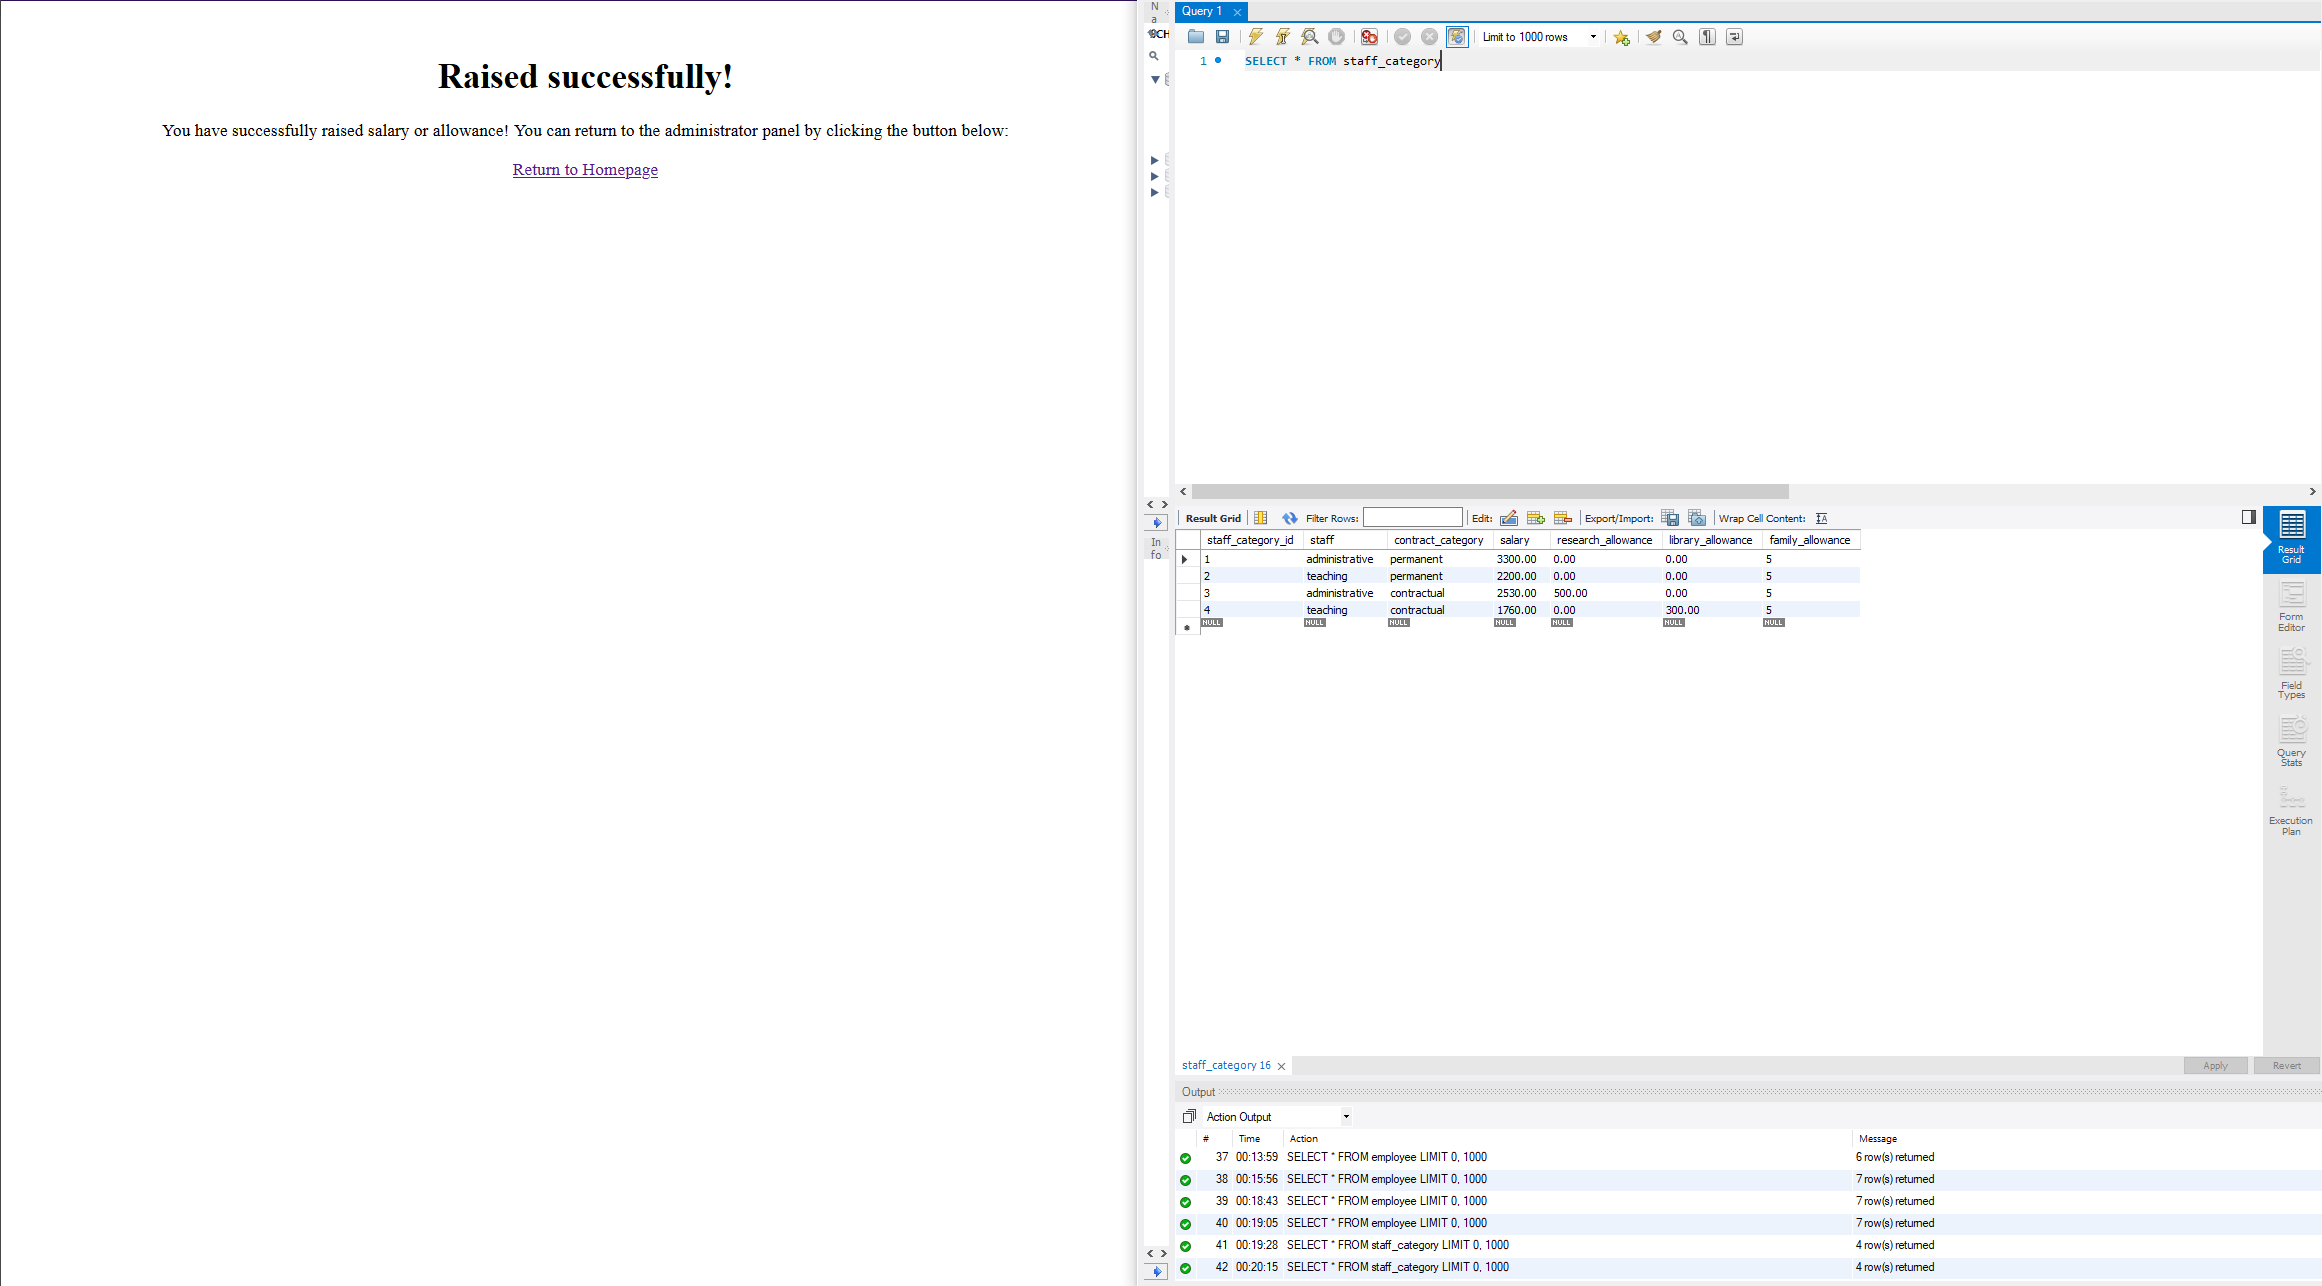 Raised successfully!
You have successfully raised salary or allowance! You can return to the administrator panel by clicking the button below:
Return to Homepage
N
a
SCH
In
fo
Query 1
Limit to 1000 rows
1 SELECT * FROM staff_category
Result Grid Filter Rows: Edit: Export/Import: Wrap Cell Content:
staff_category_id staff contract_category salary research_allowance library_allowance family_allowance
1 administrative permanent 3300.00 0.00 0.00 5
2 teaching permanent 2200.00 0.00 0.00 5
3 administrative contractual 2530.00 500.00 0.00 5
4 teaching contractual 1760.00 0.00 300.00 5
NULL NULL NULL NULL NULL NULL NULL
Result
Grid
Form
Editor
Field
Types
Query
Stats
Execution
Plan
staff_category 16
Apply Revert
Output
Action Output
# Time Action Message
37 00:13:59 SELECT * FROM employee LIMIT 0, 1000 6 row(s) returned
38 00:15:56 SELECT * FROM employee LIMIT 0, 1000 7 row(s) returned
39 00:18:43 SELECT * FROM employee LIMIT 0, 1000 7 row(s) returned
40 00:19:05 SELECT * FROM employee LIMIT 0, 1000 7 row(s) returned
41 00:19:28 SELECT * FROM staff_category LIMIT 0, 1000 4 row(s) returned
42 00:20:15 SELECT * FROM staff_category LIMIT 0, 1000 4 row(s) returned